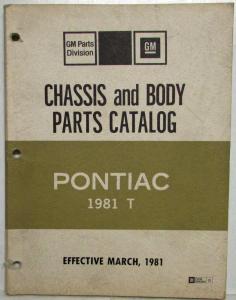 GM Parts
Division
GM
CHASSIS and BODY
PARTS CATALOG
PONTIAC
1981 T
EFFECTIVE MARCH, 1981